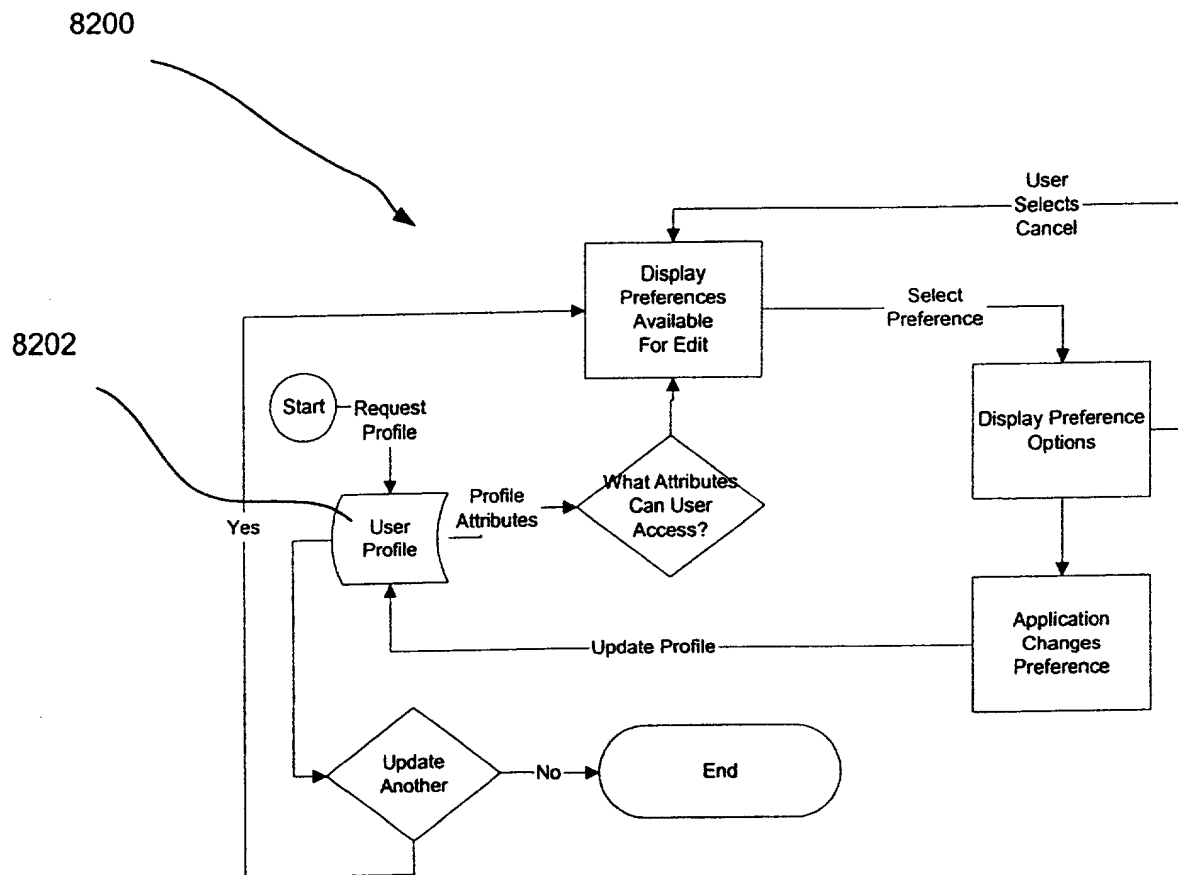 8200
User
Selects
Cancel
Display
Preferences
Available
For Edit
Select
Preference
8202
Start
Request
Profile
Display Preference
Options
What Attributes
Can User
Access?
Profile
Attributes
User
Profile
Yes
Application
Changes
Preference
Update Profile
Update
Another
No
End